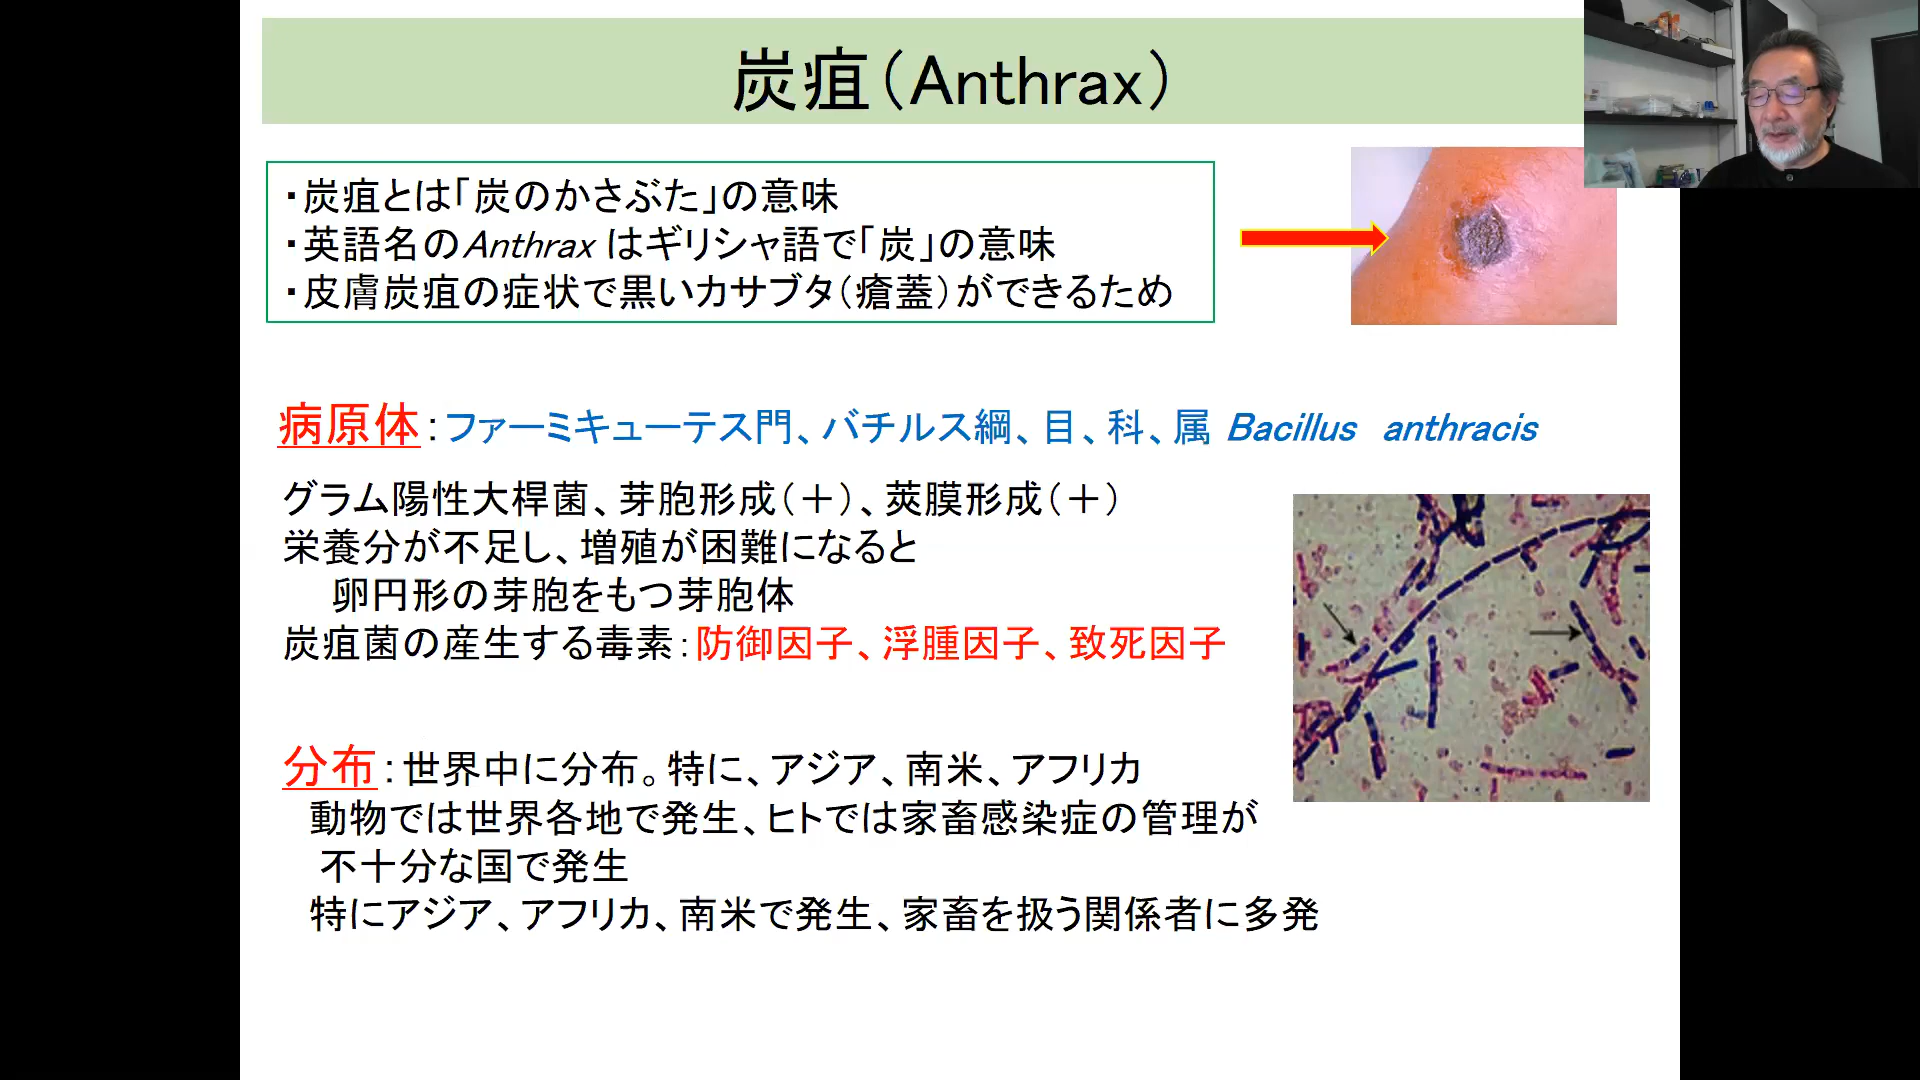 炭疽（Anthrax）
・炭疽とは「炭のかさぶた」の意味
・英語名のAnthrax はギリシャ語で「炭」の意味
・皮膚炭疽の症状で黒いカサブタ（瘡蓋）ができるため
病原体：ファーミキューテス門、バチルス綱、目、科、属 Bacillus anthracis
グラム陽性大桿菌、芽胞形成（＋）、莢膜形成（＋）
栄養分が不足し、増殖が困難になると
卵円形の芽胞をもつ芽胞体
炭疽菌の産生する毒素：防御因子、浮腫因子、致死因子
分布：世界中に分布。特に、アジア、南米、アフリカ
動物では世界各地で発生、ヒトでは家畜感染症の管理が
不十分な国で発生
特にアジア、アフリカ、南米で発生、家畜を扱う関係者に多発